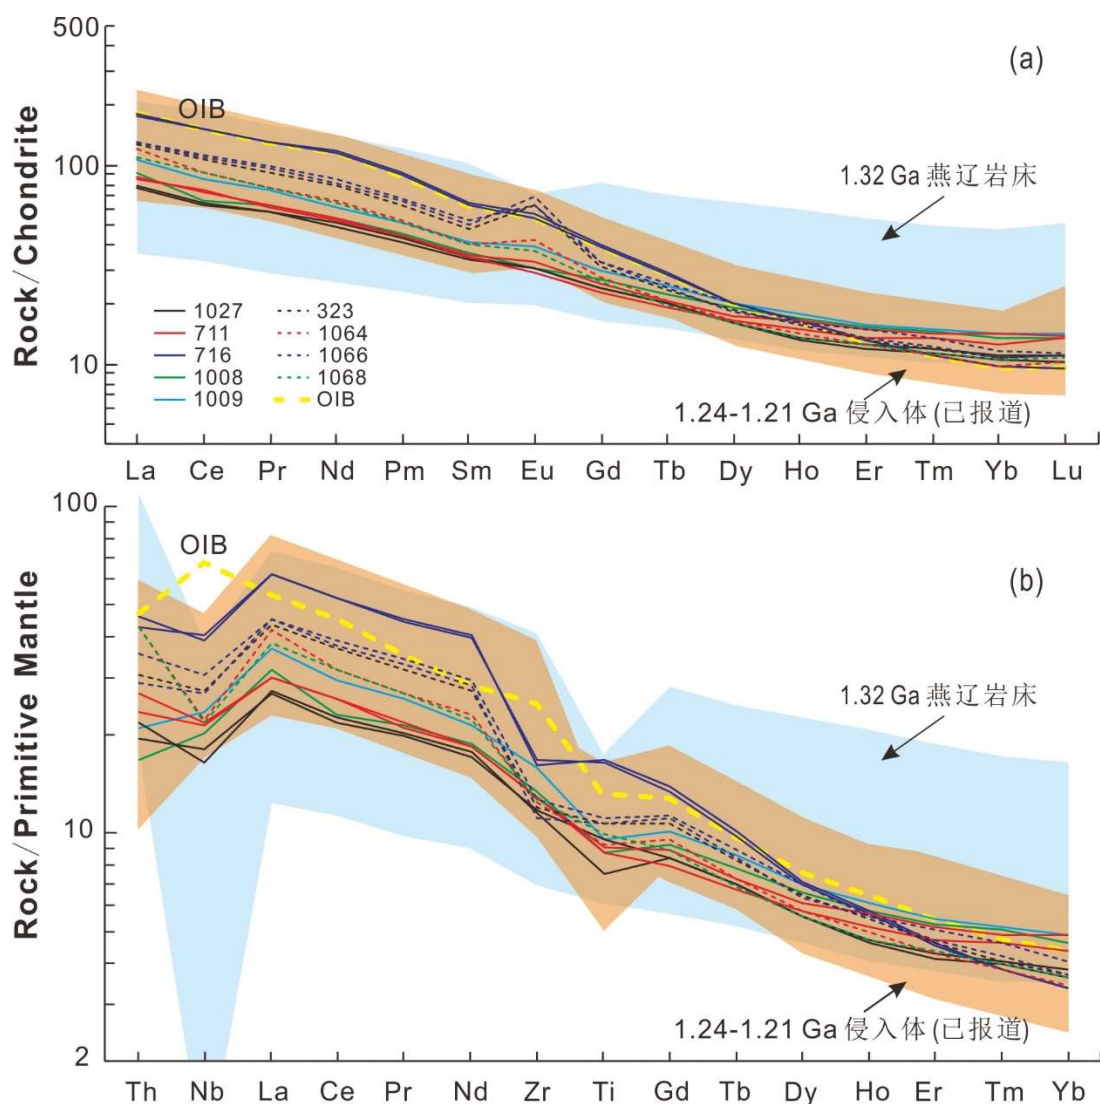 500
(a)
OIB
Rock/Chondrite
100
1.32 Ga 燕辽岩床
1027 323
711 1064
716 1066
1008 1068
1009 OIB
10
1.24-1.21 Ga 侵入体(已报道)
La Ce Pr Nd Pm Sm Eu Gd Tb Dy Ho Er Tm Yb Lu
100
OIB
(b)
Rock/Primitive Mantle
1.32 Ga 燕辽岩床
10
1.24-1.21 Ga 侵入体(已报道)
2
Th Nb La Ce Pr Nd Zr Ti Gd Tb Dy Ho Er Tm Yb